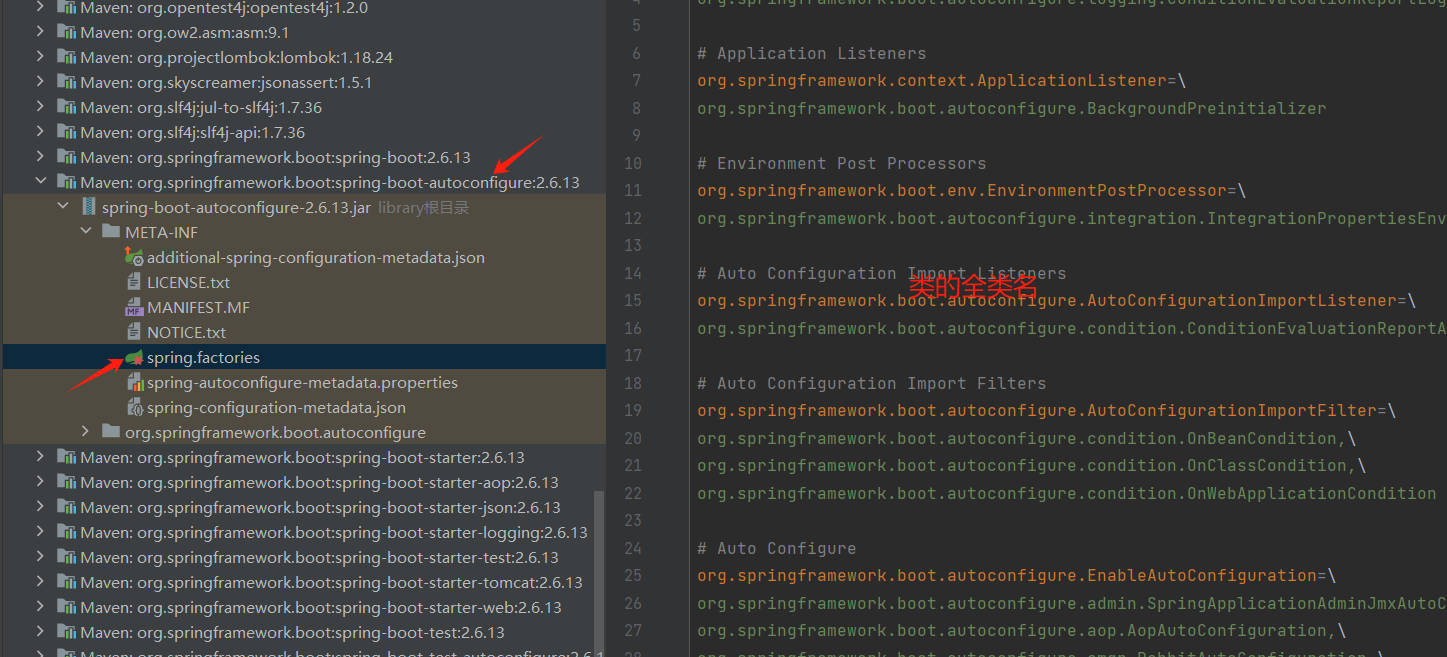 Maven: org.opentest4j:opentest4j:1.2.0
Maven: org.ow2.asm:asm:9.1
Maven: org.projectlombok:lombok:1.18.24
Maven: org.skyscreamer:jsonassert:1.5.1
Maven: org.slf4j:jul-to-slf4j:1.7.36
Maven: org.slf4j:slf4j-api:1.7.36
Maven: org.springframework.boot:spring-boot:2.6.13
Maven: org.springframework.boot:spring-boot-autoconfigure:2.6.13
spring-boot-autoconfigure-2.6.13.jar library根目录
META-INF
additional-spring-configuration-metadata.json
LICENSE.txt
MANIFEST.MF
NOTICE.txt
spring.factories
spring-autoconfigure-metadata.properties
spring-configuration-metadata.json
org.springframework.boot.autoconfigure
Maven: org.springframework.boot:spring-boot-starter:2.6.13
Maven: org.springframework.boot:spring-boot-starter-aop:2.6.13
Maven: org.springframework.boot:spring-boot-starter-json:2.6.13
Maven: org.springframework.boot:spring-boot-starter-logging:2.6.13
Maven: org.springframework.boot:spring-boot-starter-test:2.6.13
Maven: org.springframework.boot:spring-boot-starter-tomcat:2.6.13
Maven: org.springframework.boot:spring-boot-starter-web:2.6.13
Maven: org.springframework.boot:spring-boot-test:2.6.13
Maven: org.springframework.boot:spring-boot-test-autoconfigure:2.6.1
5
6 # Application Listeners
7 org.springframework.context.ApplicationListener=\
8 org.springframework.boot.autoconfigure.BackgroundPreinitializer
9
10 # Environment Post Processors
11 org.springframework.boot.env.EnvironmentPostProcessor=\
12 org.springframework.boot.autoconfigure.integration.IntegrationPropertiesEnv
13
14 # Auto Configuration Import Listeners
类的全类名
15 org.springframework.boot.autoconfigure.AutoConfigurationImportListener=\
16 org.springframework.boot.autoconfigure.condition.ConditionEvaluationReportA
17
18 # Auto Configuration Import Filters
19 org.springframework.boot.autoconfigure.AutoConfigurationImportFilter=\
20 org.springframework.boot.autoconfigure.condition.OnBeanCondition,\
21 org.springframework.boot.autoconfigure.condition.OnClassCondition,\
22 org.springframework.boot.autoconfigure.condition.OnWebApplicationCondition
23
24 # Auto Configure
25 org.springframework.boot.autoconfigure.EnableAutoConfiguration=\
26 org.springframework.boot.autoconfigure.admin.SpringApplicationAdminJmxAutoC
27 org.springframework.boot.autoconfigure.aop.AopAutoConfiguration,\